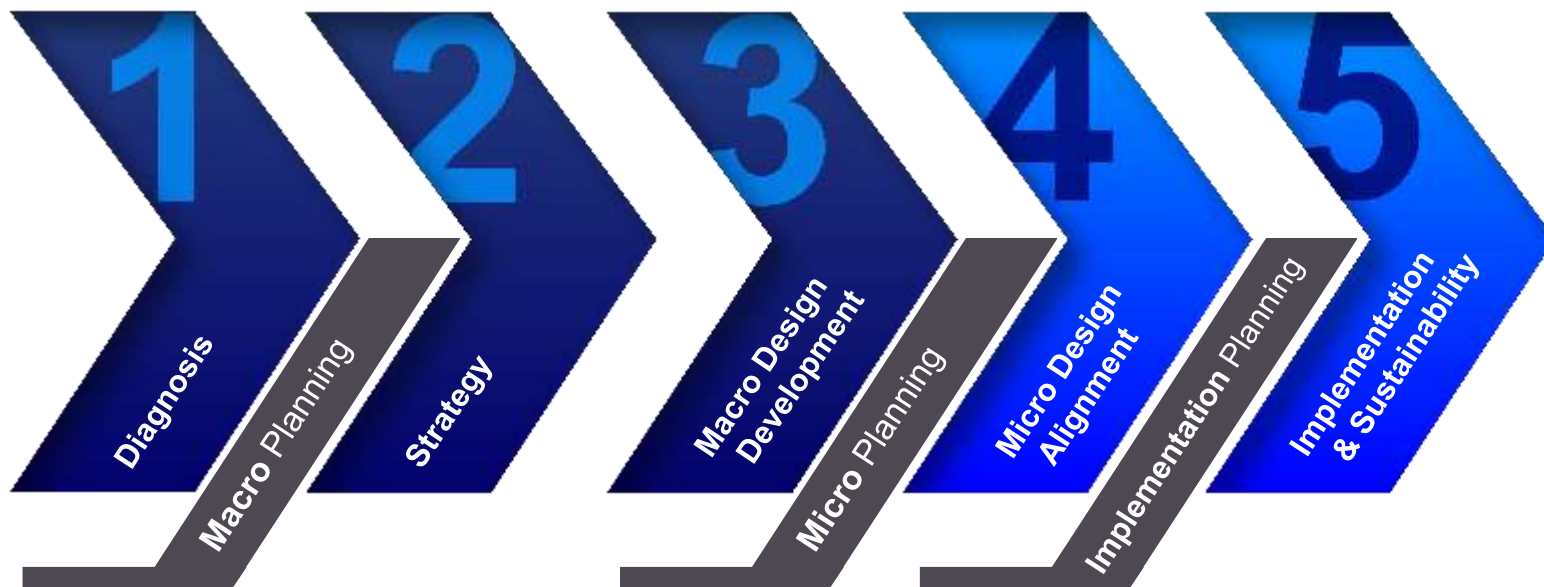 1
Diagnosis
Macro Planning
2
Strategy
3
Macro Design
Development
Micro Planning
4
Micro Design
Alignment
Implementation Planning
5
Implementation
& Sustainability